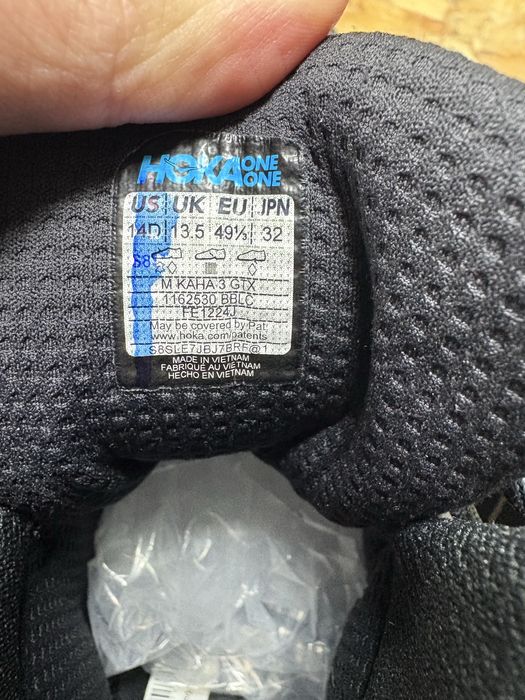 HOKA ONE ONE
US UK EU JPN
14D 13.5 49⅓ 32
S8
M KAHA 3 GTX
1162530 BBLC
FE1224J
May be covered by Pat:
www.hoka.com/patents
MADE IN VIETNAM
FABRIQUÉ AU VIETNAM
HECHO EN VIETNAM